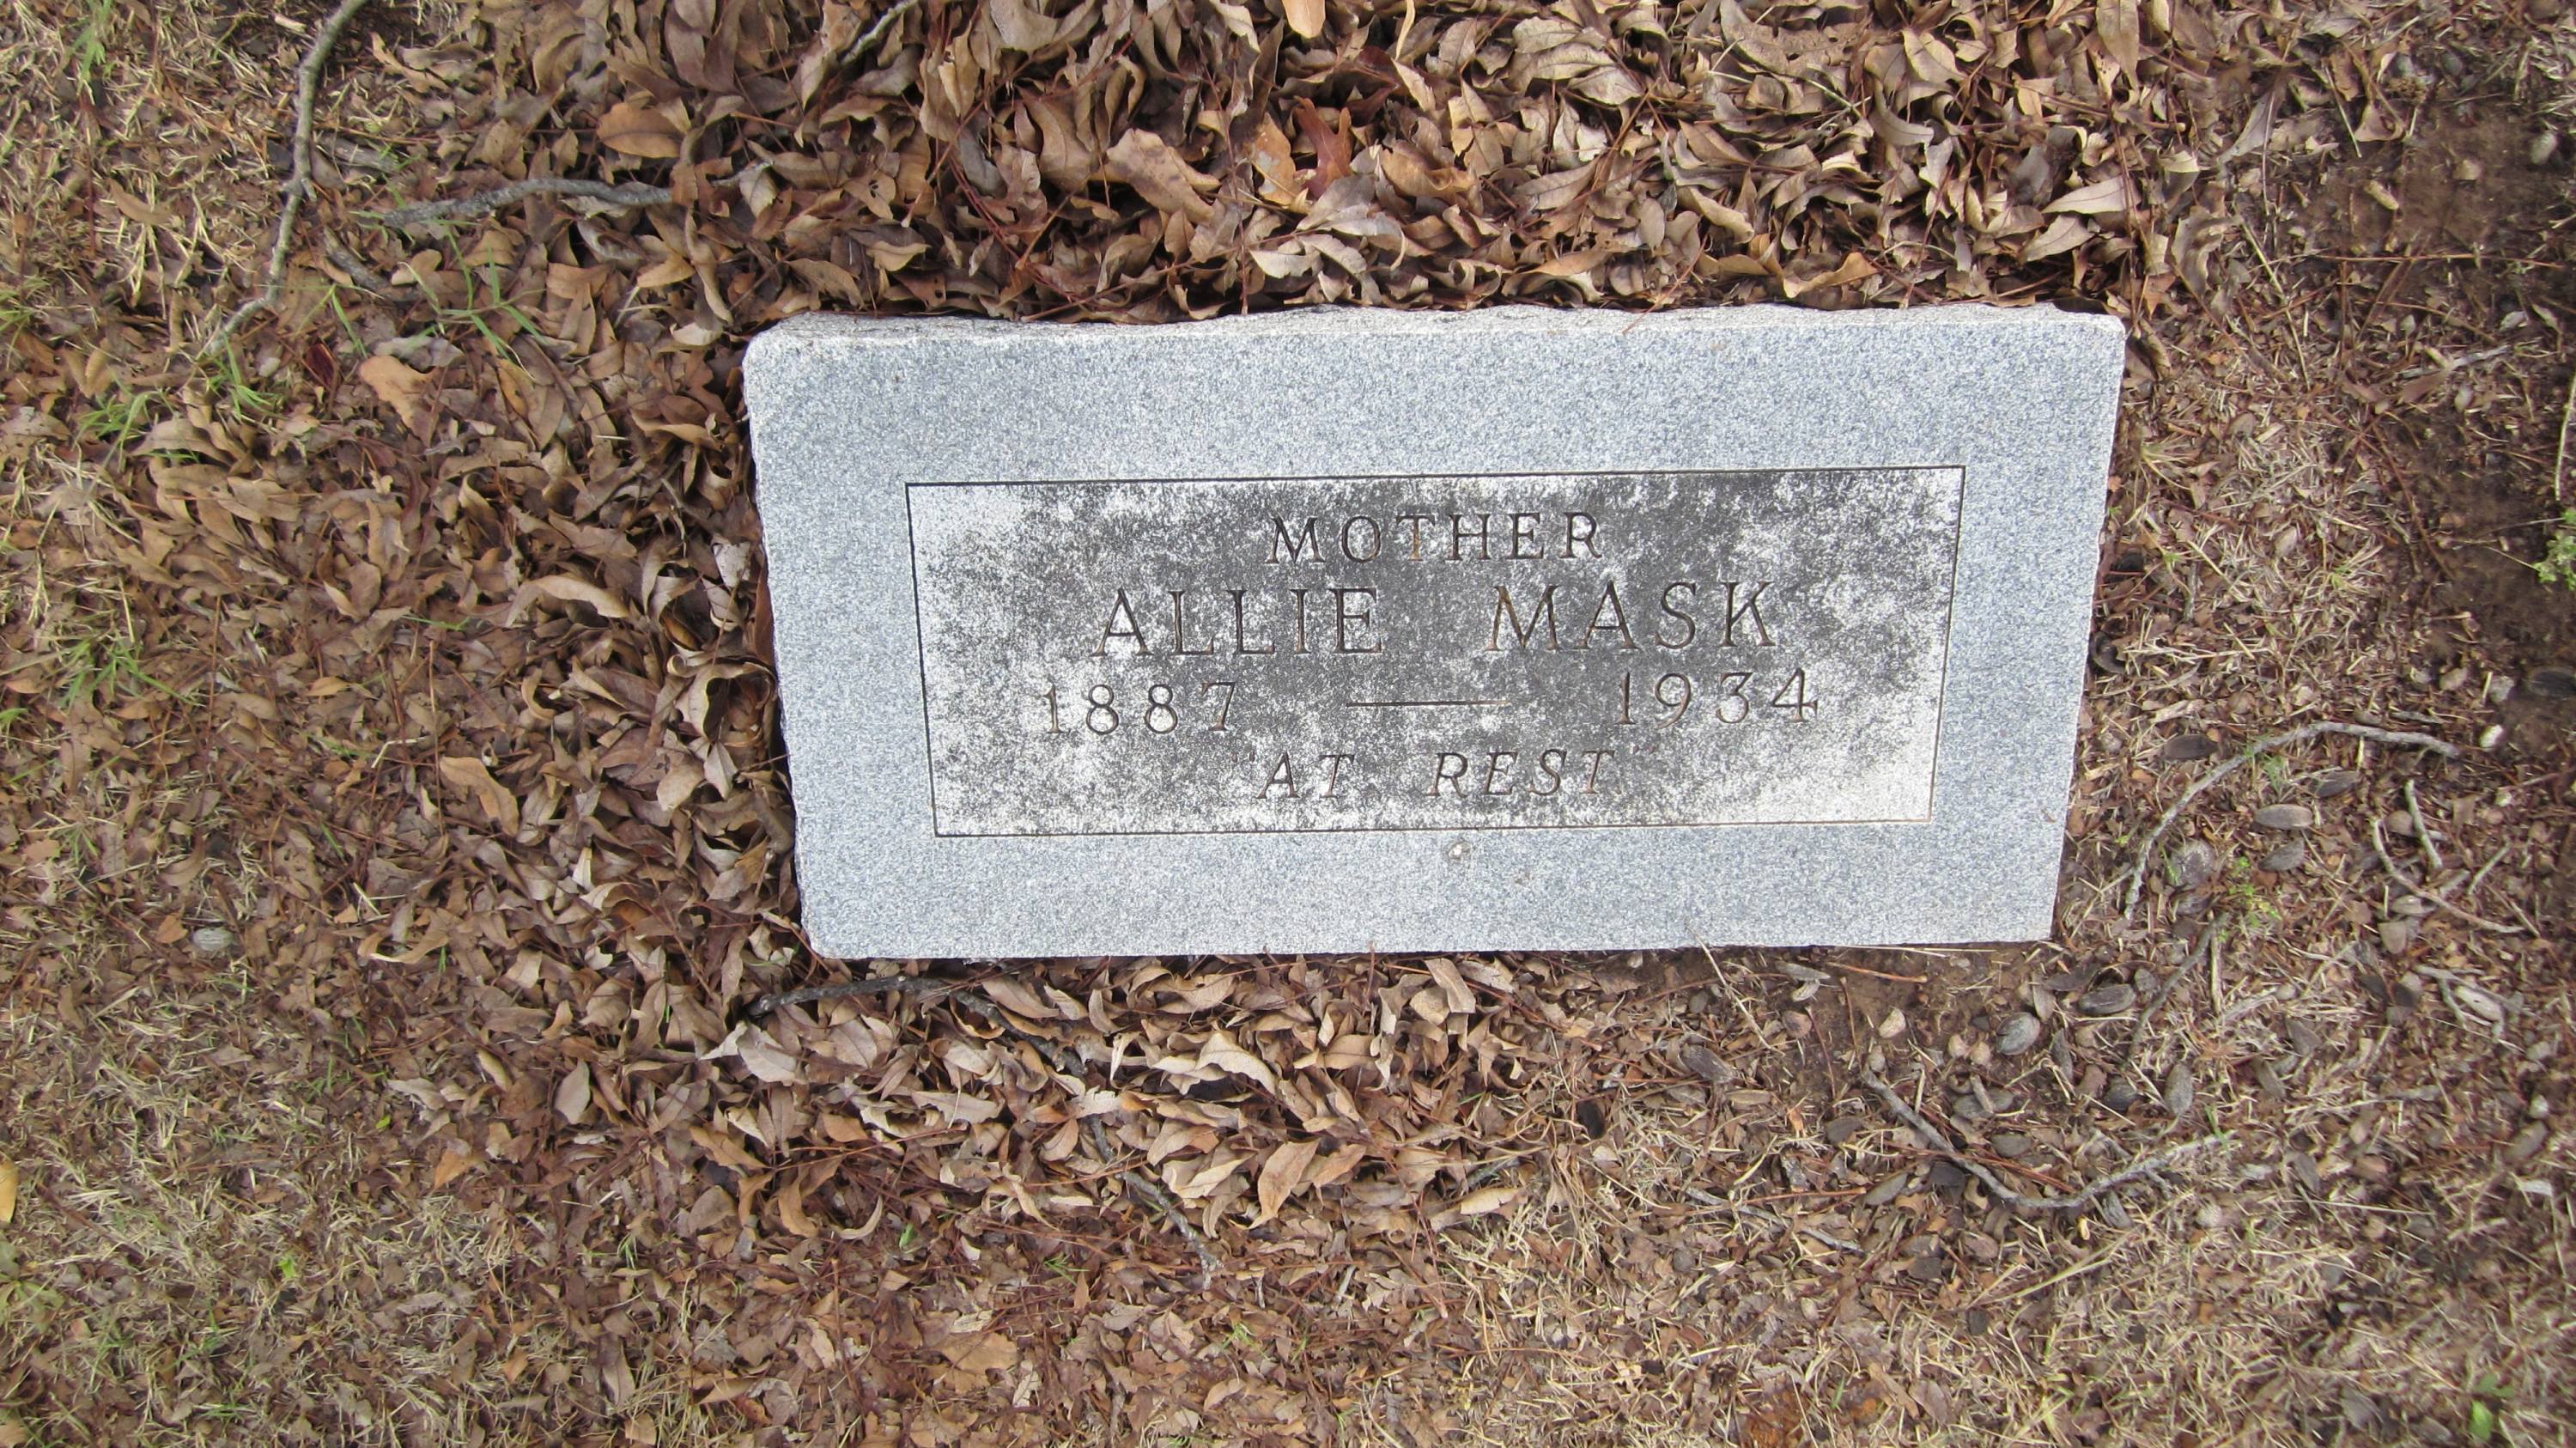 MOTHER
ALLIE MASK
1887 — 1934
AT REST